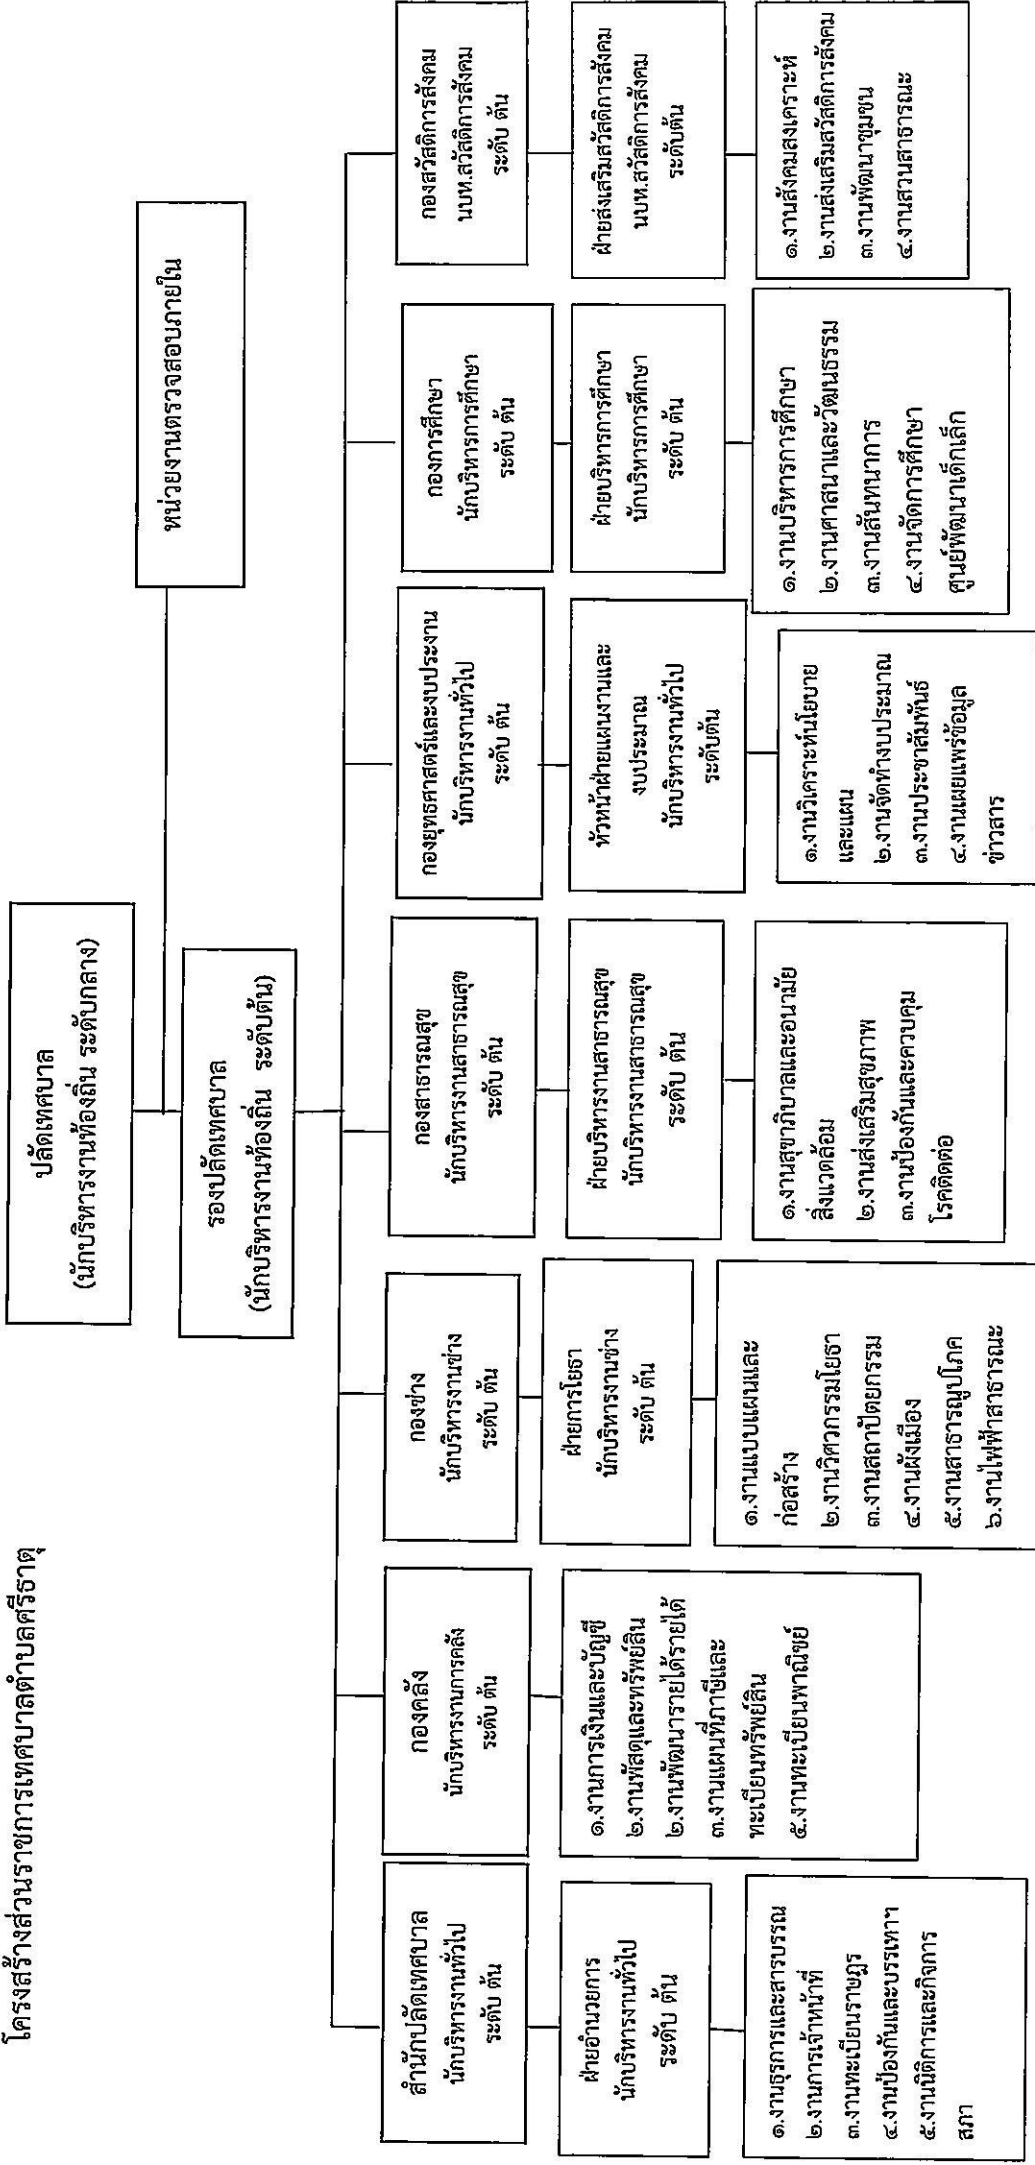 โครงสร้างส่วนราชการเทศบาลตำบลศรีธาตุ
ปลัดเทศบาล
(นักบริหารงานท้องถิ่น ระดับกลาง)
หน่วยงานตรวจสอบภายใน
รองปลัดเทศบาล
(นักบริหารงานท้องถิ่น ระดับต้น)
สำนักปลัดเทศบาล
นักบริหารงานทั่วไป
ระดับ ต้น
ฝ่ายอำนวยการ
นักบริหารงานทั่วไป
ระดับ ต้น
๑.งานธุรการและสารบรรณ
๒.งานการเจ้าหน้าที่
๓.งานทะเบียนราษฎร
๔.งานป้องกันและบรรเทาฯ
๕.งานนิติการและกิจการ
สภา
กองคลัง
นักบริหารงานการคลัง
ระดับ ต้น
๑.งานการเงินและบัญชี
๒.งานพัสดุและทรัพย์สิน
๒.งานพัฒนารายได้รายได้
๓.งานแผนที่ภาษีและ
ทะเบียนทรัพย์สิน
๕.งานทะเบียนพาณิชย์
กองช่าง
นักบริหารงานช่าง
ระดับ ต้น
ฝ่ายการโยธา
นักบริหารงานช่าง
ระดับ ต้น
๑.งานแบบแผนและ
ก่อสร้าง
๒.งานวิศวกรรมโยธา
๓.งานสถาปัตยกรรม
๔.งานผังเมือง
๕.งานสาธารณูปโภค
๖.งานไฟฟ้าสาธารณะ
กองสาธารณสุข
นักบริหารงานสาธารณสุข
ระดับ ต้น
ฝ่ายบริหารงานสาธารณสุข
นักบริหารงานสาธารณสุข
ระดับ ต้น
๑.งานสุขาภิบาลและอนามัย
สิ่งแวดล้อม
๒.งานส่งเสริมสุขภาพ
๓.งานป้องกันและควบคุม
โรคติดต่อ
กองยุทธศาสตร์และงบประงาน
นักบริหารงานทั่วไป
ระดับ ต้น
หัวหน้าฝ่ายแผนงานและ
งบประมาณ
นักบริหารงานทั่วไป
ระดับต้น
๑.งานวิเคราะห์นโยบาย
และแผน
๒.งานจัดทำงบประมาณ
๓.งานประชาสัมพันธ์
๔.งานเผยแพร่ข้อมูล
ข่าวสาร
กองการศึกษา
นักบริหารการศึกษา
ระดับ ต้น
ฝ่ายบริหารการศึกษา
นักบริหารการศึกษา
ระดับ ต้น
๑.งานบริหารการศึกษา
๒.งานศาสนาและวัฒนธรรม
๓.งานสันทนาการ
๔.งานจัดการศึกษา
ศูนย์พัฒนาเด็กเล็ก
กองสวัสดิการสังคม
นบท.สวัสดิการสังคม
ระดับ ต้น
ฝ่ายส่งเสริมสวัสดิการสังคม
นบท.สวัสดิการสังคม
ระดับต้น
๑.งานสังคมสงเคราะห์
๒.งานส่งเสริมสวัสดิการสังคม
๓.งานพัฒนาชุมชน
๔.งานสวนสาธารณะ